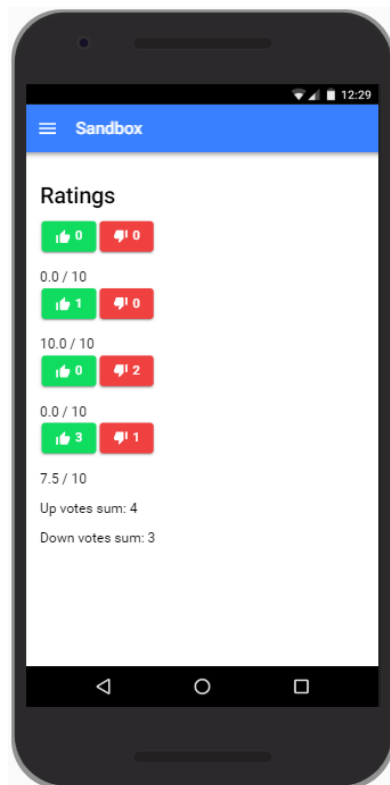 12:29
Sandbox
Ratings
0 0
0.0 / 10
1 0
10.0 / 10
0 2
0.0 / 10
3 1
7.5 / 10
Up votes sum: 4
Down votes sum: 3